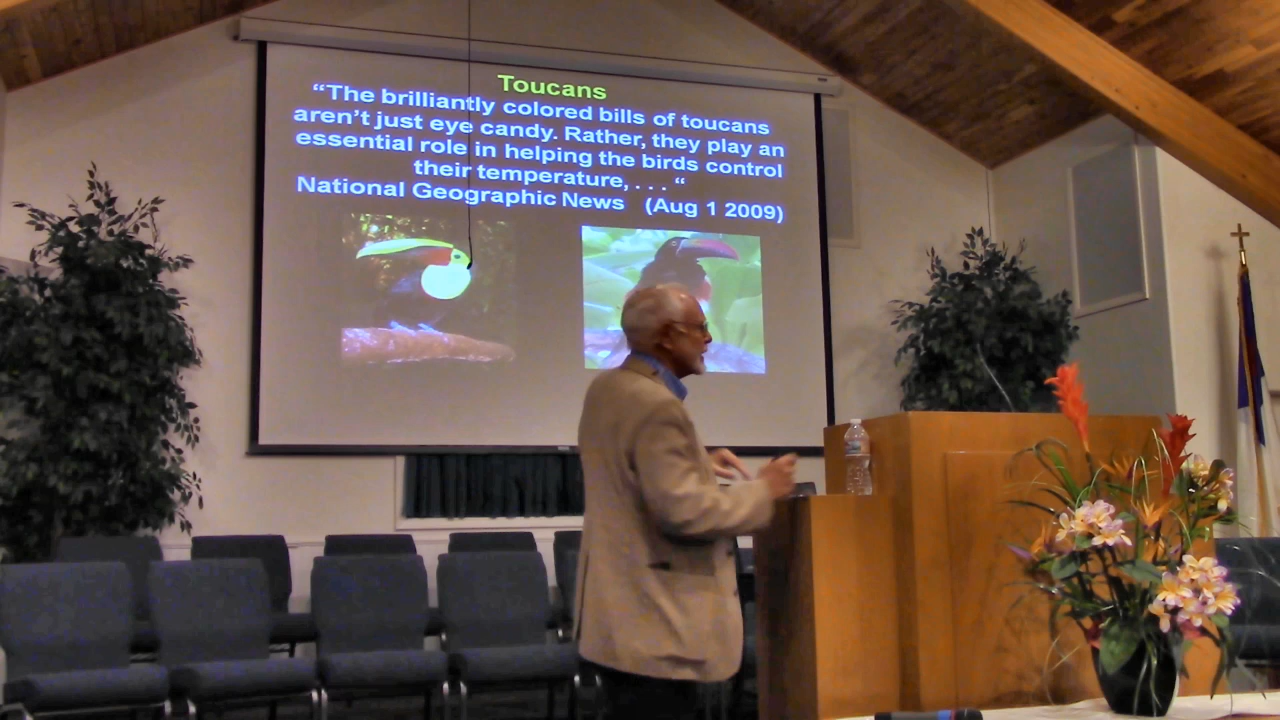 Toucans
“The brilliantly colored bills of toucans
aren’t just eye candy. Rather, they play an
essential role in helping the birds control
their temperature, . . . “
National Geographic News (Aug 1 2009)